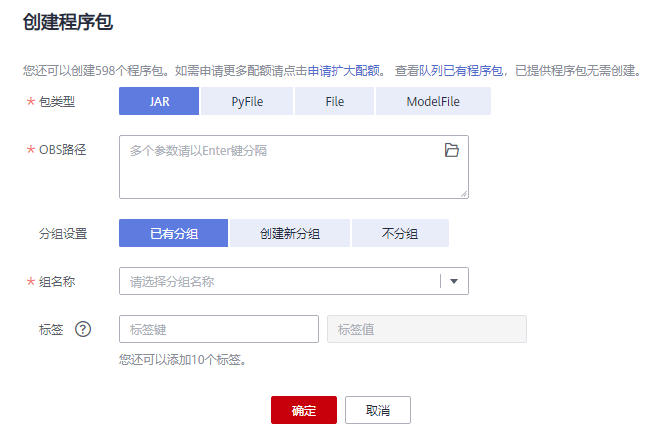 创建程序包
您还可以创建598个程序包。如需申请更多配额请点击申请扩大配额。 查看队列已有程序包，已提供程序包无需创建。
* 包类型 JAR PyFile File ModelFile
* OBS路径 多个参数请以Enter键分隔
分组设置 已有分组 创建新分组 不分组
* 组名称 请选择分组名称
标签 ? 标签键 标签值
您还可以添加10个标签。
确定 取消